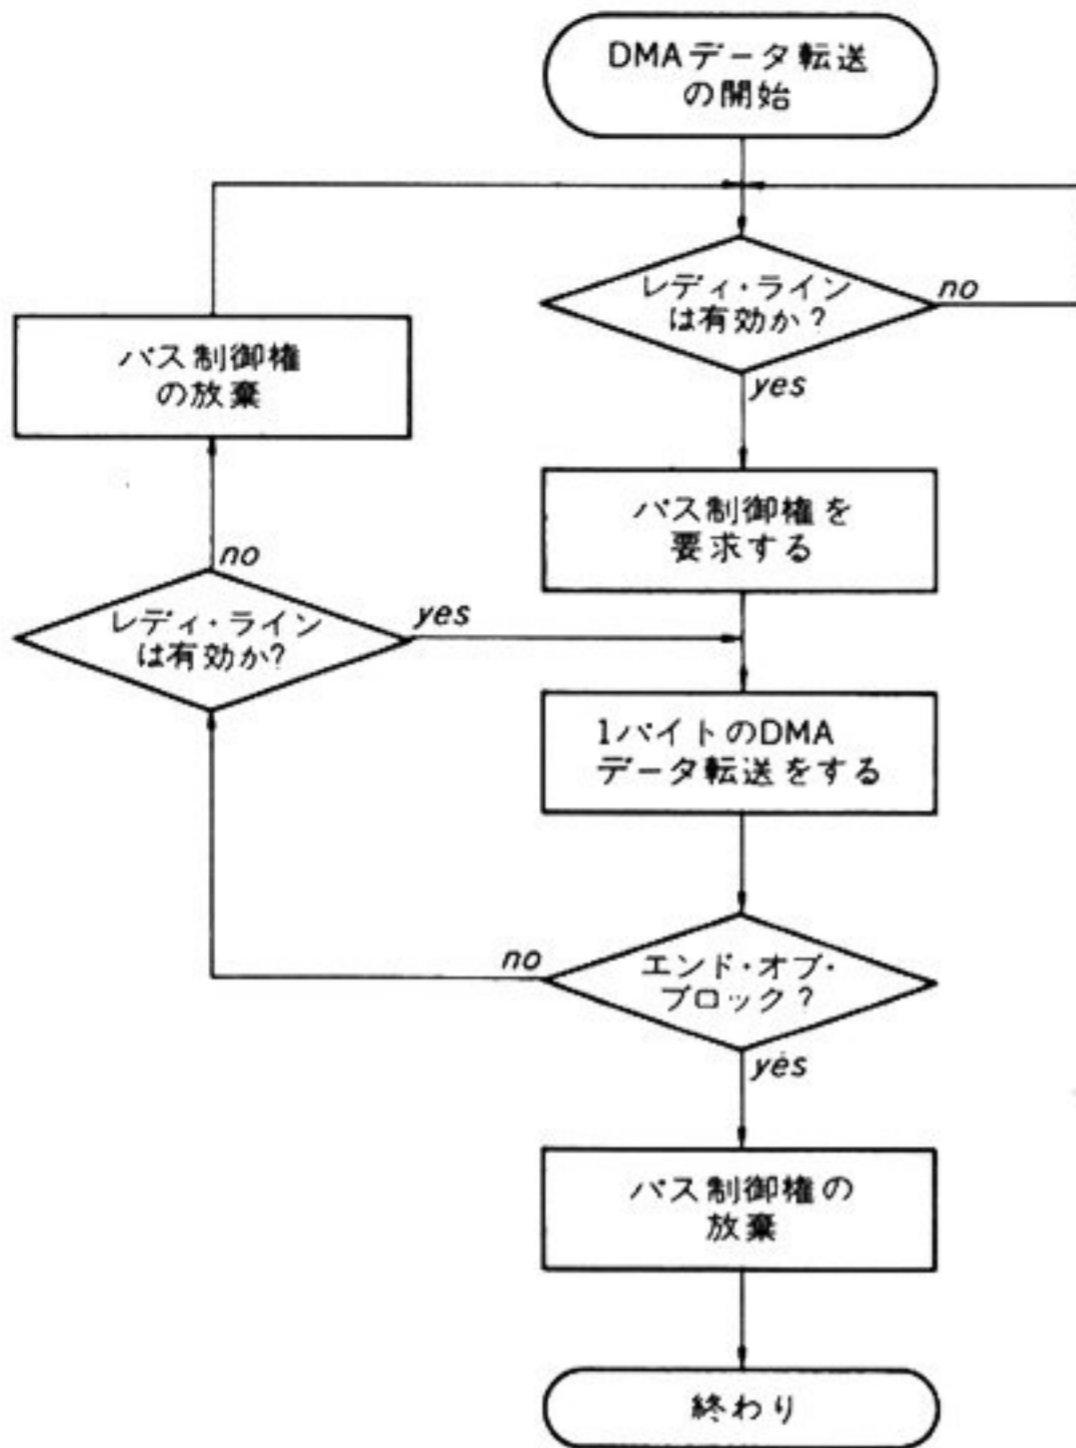 DMAデータ転送
の開始
レディ・ライン
は有効か?
no
yes
バス制御権
の放棄
バス制御権を
要求する
no
レディ・ライン
は有効か?
yes
1バイトのDMA
データ転送をする
no
エンド・オブ・
ブロック?
yes
バス制御権の
放棄
終わり